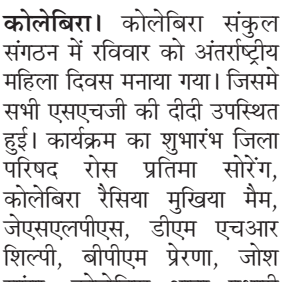 कोलेबिरा। कोलेबिरा संकुल
संगठन में रविवार को अंतर्राष्ट्रीय
महिला दिवस मनाया गया। जिसमे
सभी एसएचजी की दीदी उपस्थित
हुई। कार्यक्रम का शुभारंभ जिला
परिषद रोस प्रतिमा सोरेंग,
कोलेबिरा रैसिया मुखिया मैम,
जेएसएलपीएस, डीएम एचआर
शिल्पी, बीपीएम प्रेरणा, जोश